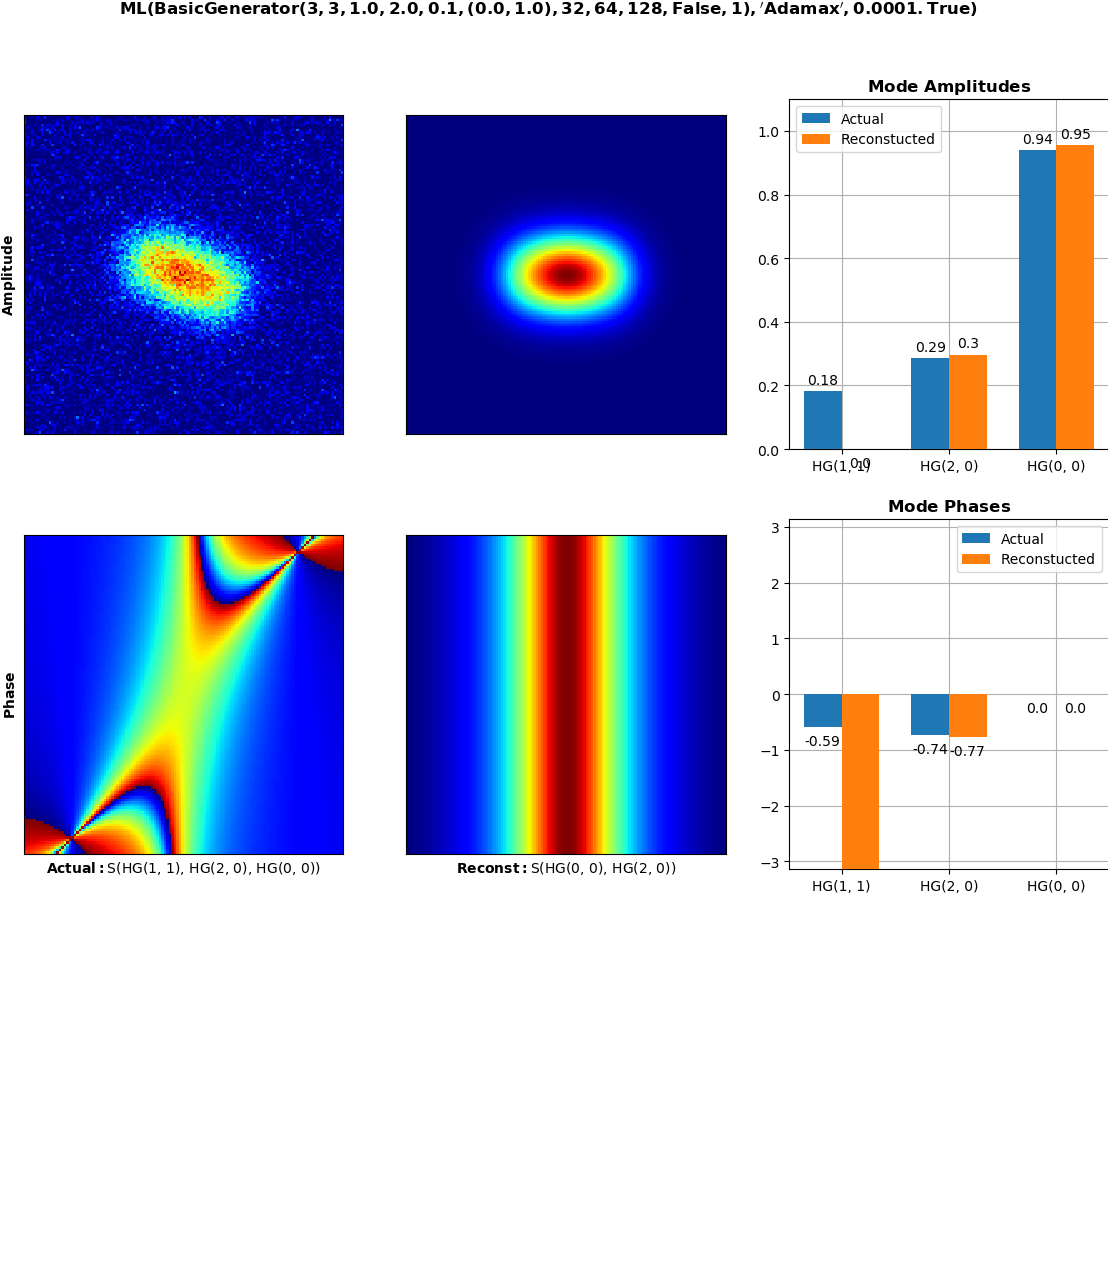 ML(BasicGenerator(3, 3, 1.0, 2.0, 0.1, (0.0, 1.0), 32, 64, 128, False, 1), ′Adamax′, 0.0001. True)
Amplitude
Mode Amplitudes
Actual
Reconstucted
1.0
0.8
0.6
0.4
0.2
0.0
0.18
0.0
0.29
0.3
0.94
0.95
HG(1, 1)
HG(2, 0)
HG(0, 0)
Phase
Actual: S(HG(1, 1), HG(2, 0), HG(0, 0))
Reconst: S(HG(0, 0), HG(2, 0))
Mode Phases
Actual
Reconstucted
3
2
1
0
−1
−2
−3
-0.59
-0.74
-0.77
0.0
0.0
HG(1, 1)
HG(2, 0)
HG(0, 0)